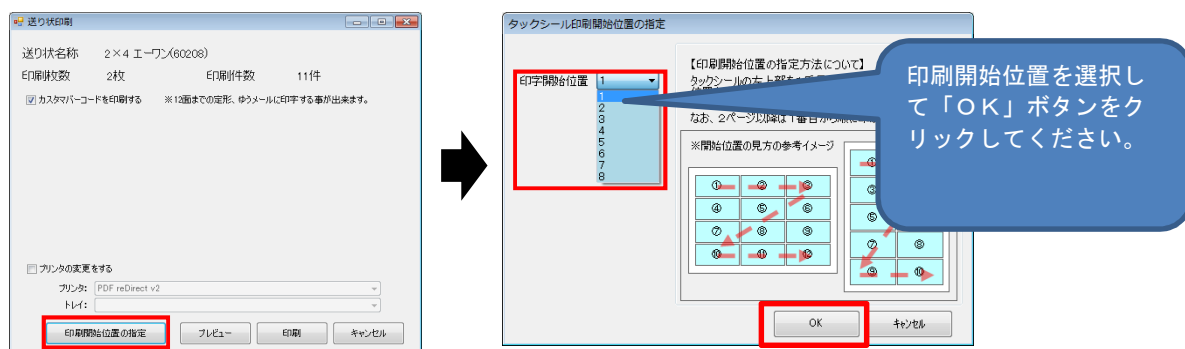 送り状印刷
送り状名称 2×4 エーワン(60208)
印刷枚数 2枚 印刷件数 11件
カスタマバーコードを印刷する ※12面までの定形、ゆうメールに印字する事が出来ます。
プリンタの変更をする
プリンタ: PDF reDirect v2
トレイ:
印刷開始位置の指定 プレビュー 印刷 キャンセル
タックシール印刷開始位置の指定
印字開始位置 1
1
2
3
4
5
6
7
8
【印刷開始位置の指定方法について】
タックシールの左上部を1番目
なお、2ページ以降は1番目から順に
※開始位置の見方の参考イメージ
① ② ③
④ ⑤ ⑥
⑦ ⑧ ⑨
⑩ ⑪ ⑫
①
③
⑤
⑦ ⑧
⑨ ⑩
OK キャンセル
印刷開始位置を選択し
て「OK」ボタンをク
リックしてください。